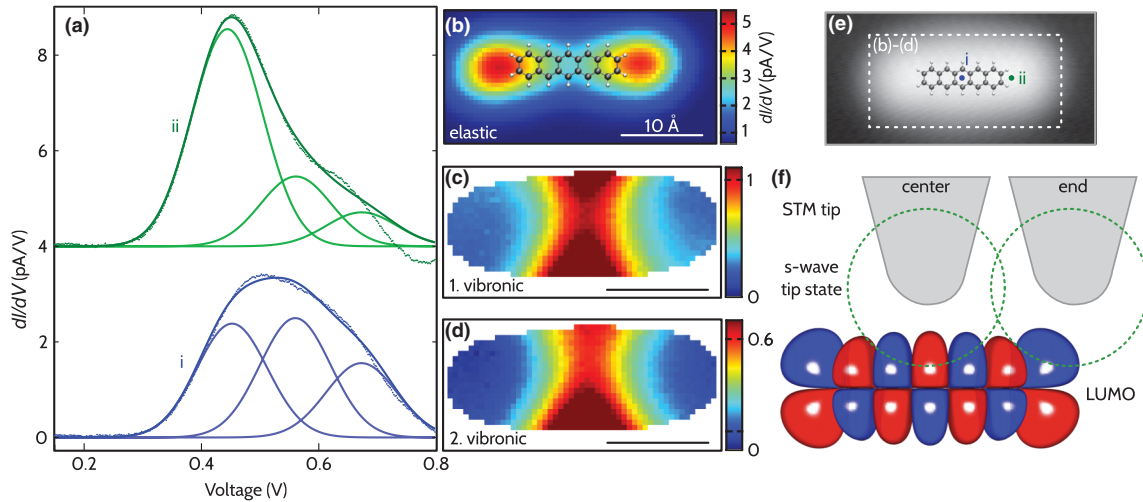 (a)
8
6
4
2
0
dI/dV (pA/V)
ii
i
0.2
0.4
0.6
0.8
Voltage (V)
(b)
elastic
10 Å
5
4
3
2
1
dI/dV (pA/V)
(c)
1. vibronic
1
0
(d)
2. vibronic
0.6
0
(e)
(b)-(d)
i
ii
(f)
center
end
STM tip
s-wave
tip state
LUMO